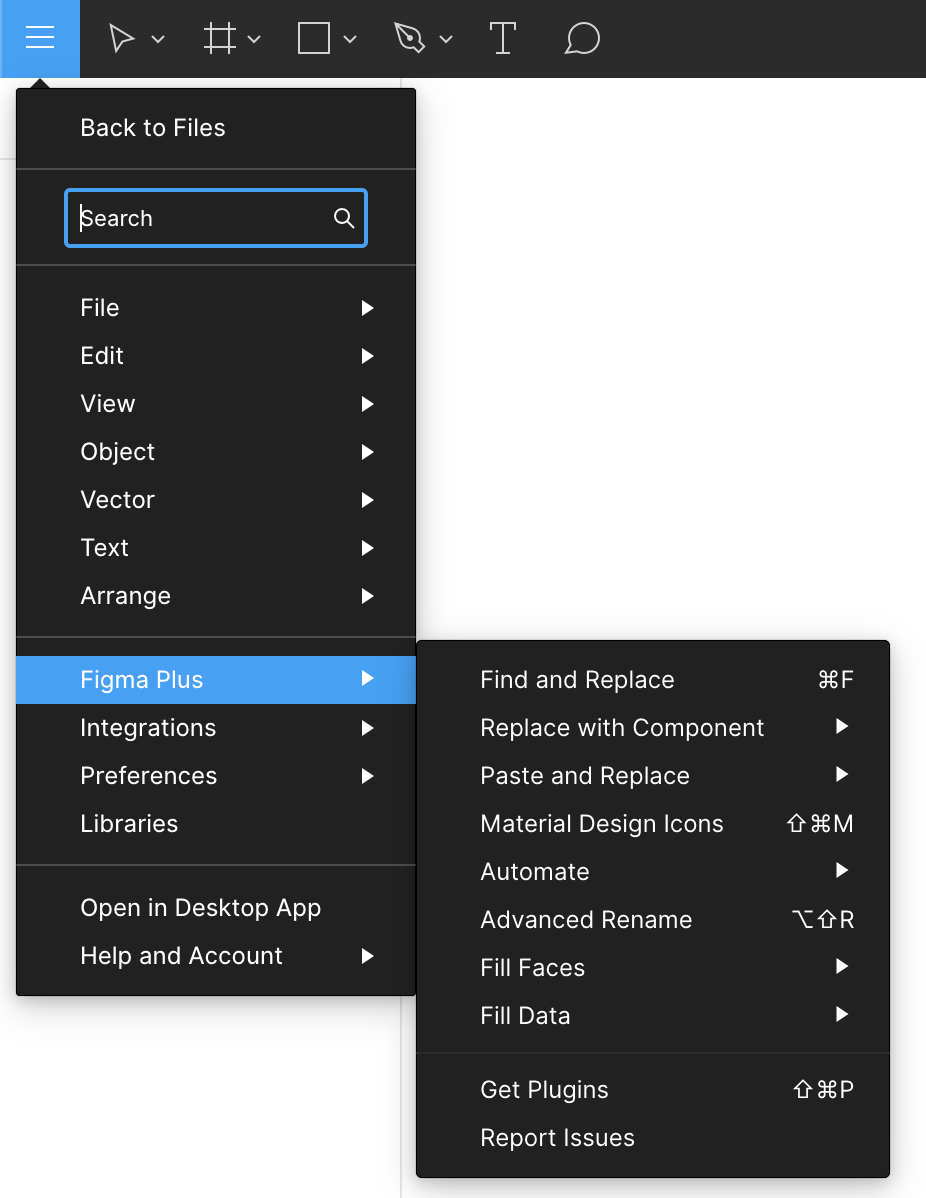 Back to Files
Search
File
Edit
View
Object
Vector
Text
Arrange
Figma Plus
Integrations
Preferences
Libraries
Open in Desktop App
Help and Account
Find and Replace ⌘F
Replace with Component
Paste and Replace
Material Design Icons ⇧⌘M
Automate
Advanced Rename ⌥⇧R
Fill Faces
Fill Data
Get Plugins ⇧⌘P
Report Issues